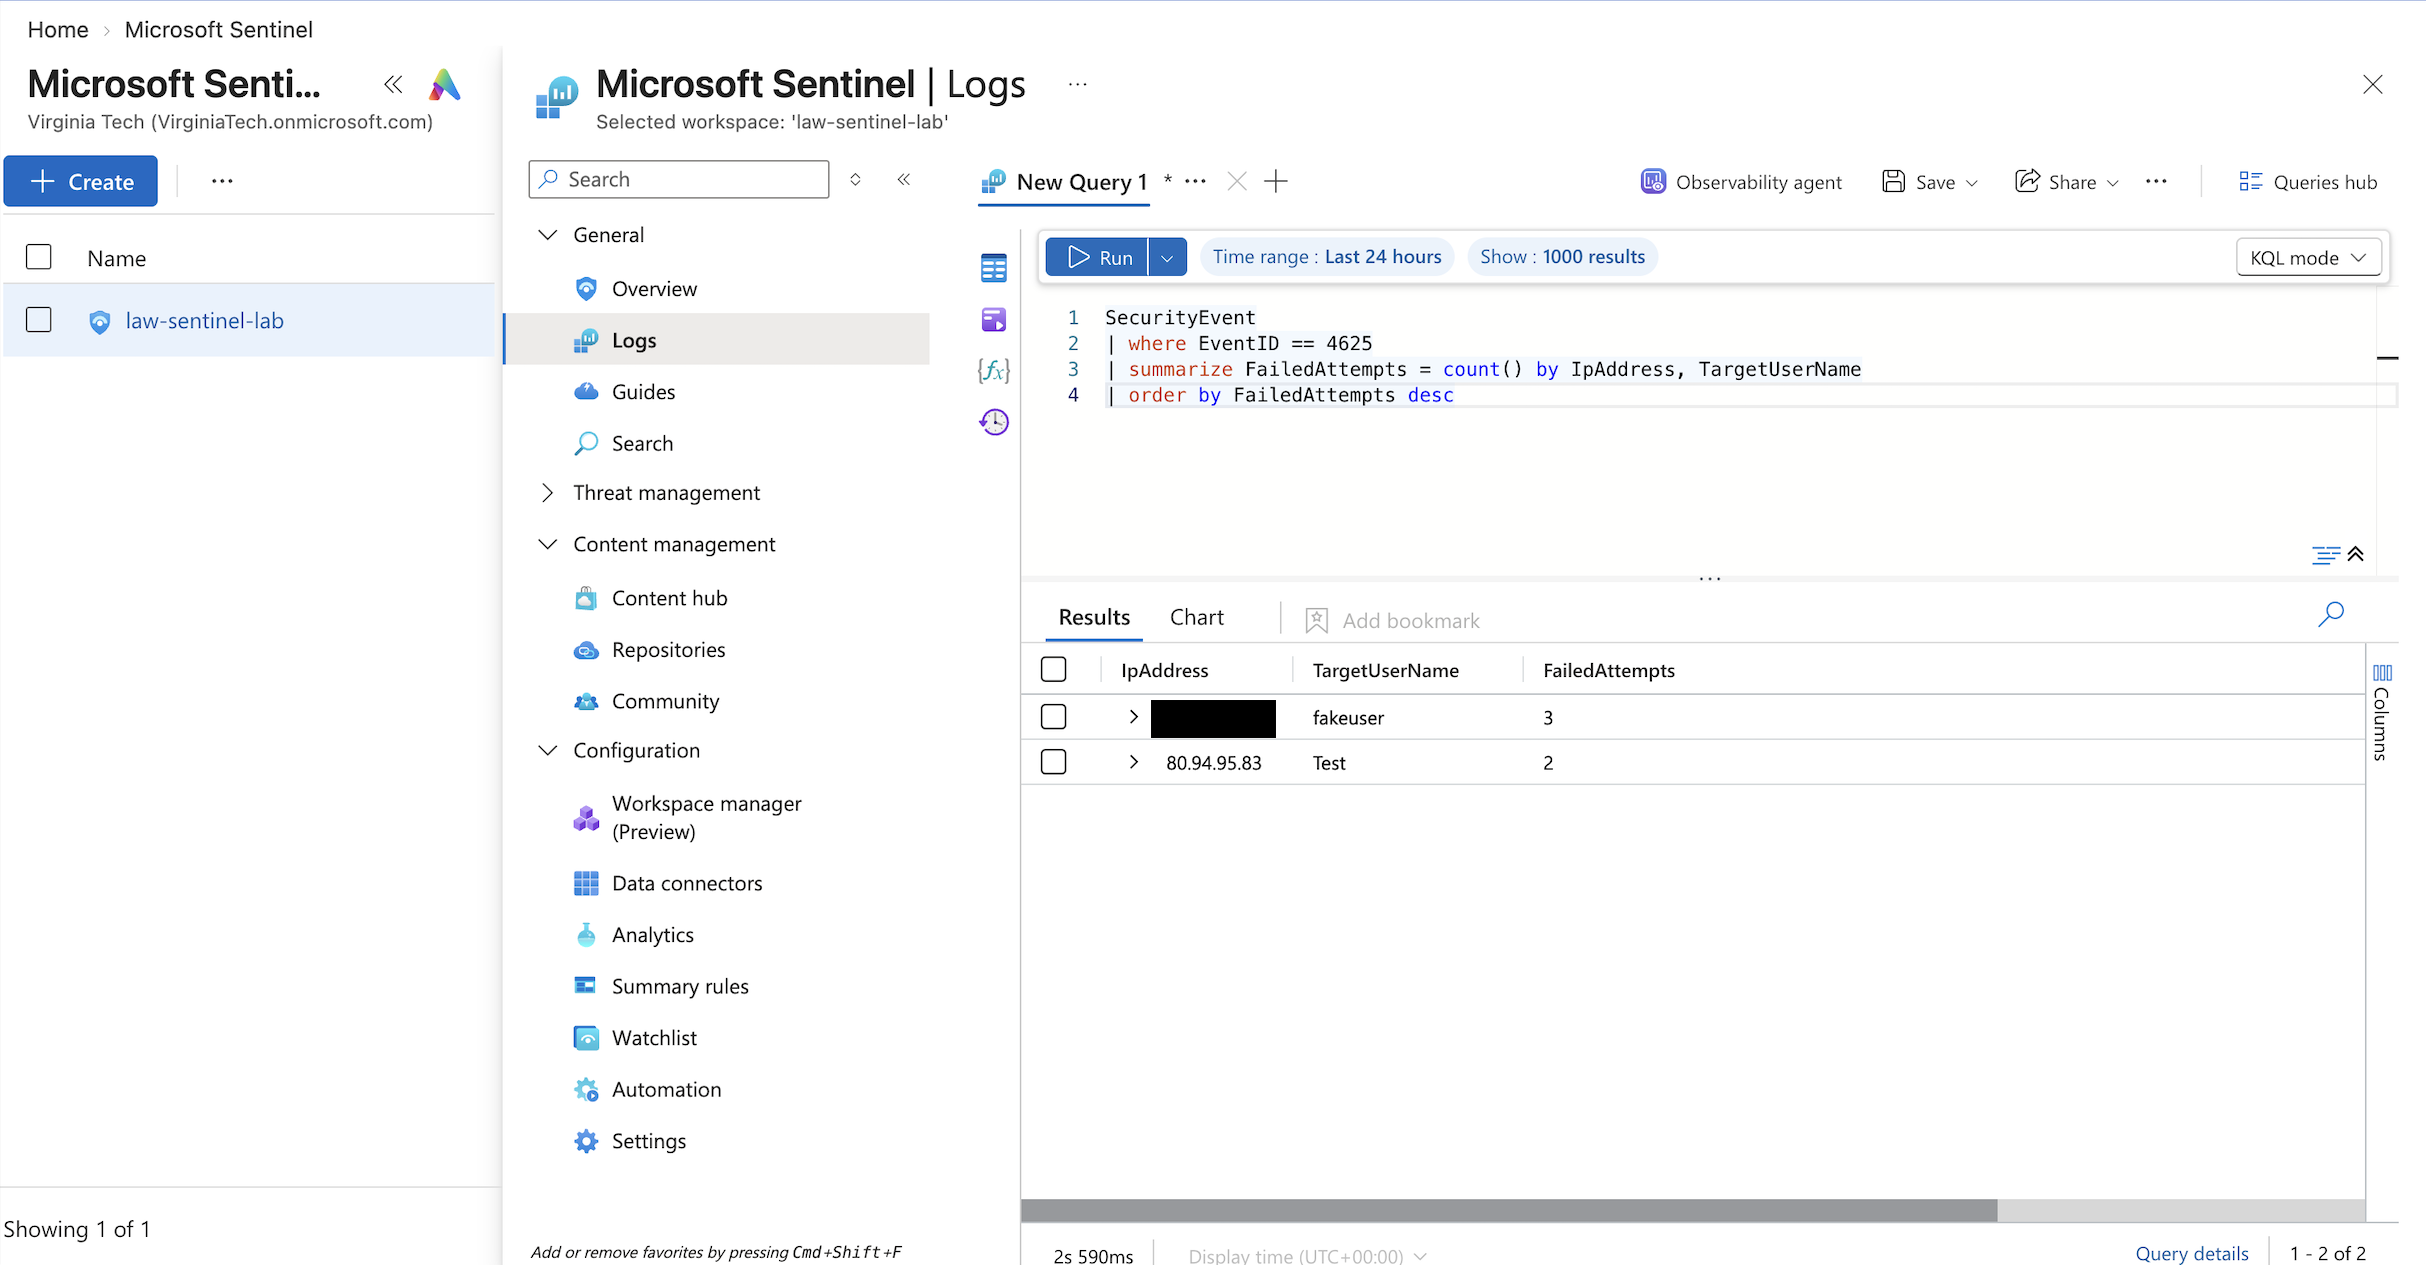 Home > Microsoft Sentinel
Microsoft Senti...
Virginia Tech (VirginiaTech.onmicrosoft.com)
+ Create
...
Name
law-sentinel-lab
Showing 1 of 1
Microsoft Sentinel | Logs
...
Selected workspace: 'law-sentinel-lab'
Search
General
Overview
Logs
Guides
Search
Threat management
Content management
Content hub
Repositories
Community
Configuration
Workspace manager
(Preview)
Data connectors
Analytics
Summary rules
Watchlist
Automation
Settings
Add or remove favorites by pressing Cmd+Shift+F
New Query 1 * ...
Observability agent
Save
Share
...
Queries hub
Run
Time range : Last 24 hours
Show : 1000 results
KQL mode
{fx}
1 SecurityEvent
2 | where EventID == 4625
3 | summarize FailedAttempts = count() by IpAddress, TargetUserName
4 | order by FailedAttempts desc
...
Results
Chart
Add bookmark
IpAddress TargetUserName FailedAttempts
fakeuser 3
80.94.95.83 Test 2
Columns
2s 590ms
Display time (UTC+00:00)
Query details
1 - 2 of 2